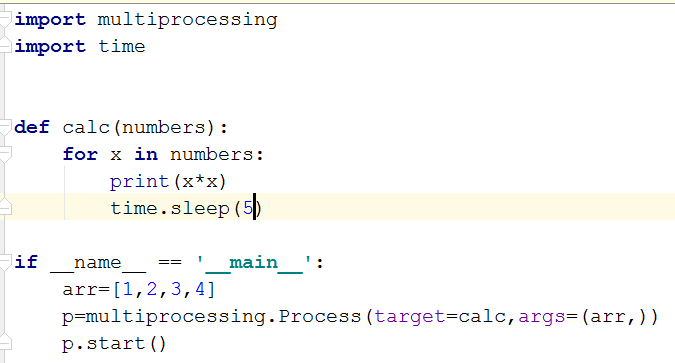 import multiprocessing
import time
def calc(numbers):
    for x in numbers:
        print(x*x)
        time.sleep(5)
if __name__ == '__main__':
    arr=[1,2,3,4]
    p=multiprocessing.Process(target=calc,args=(arr,))
    p.start()